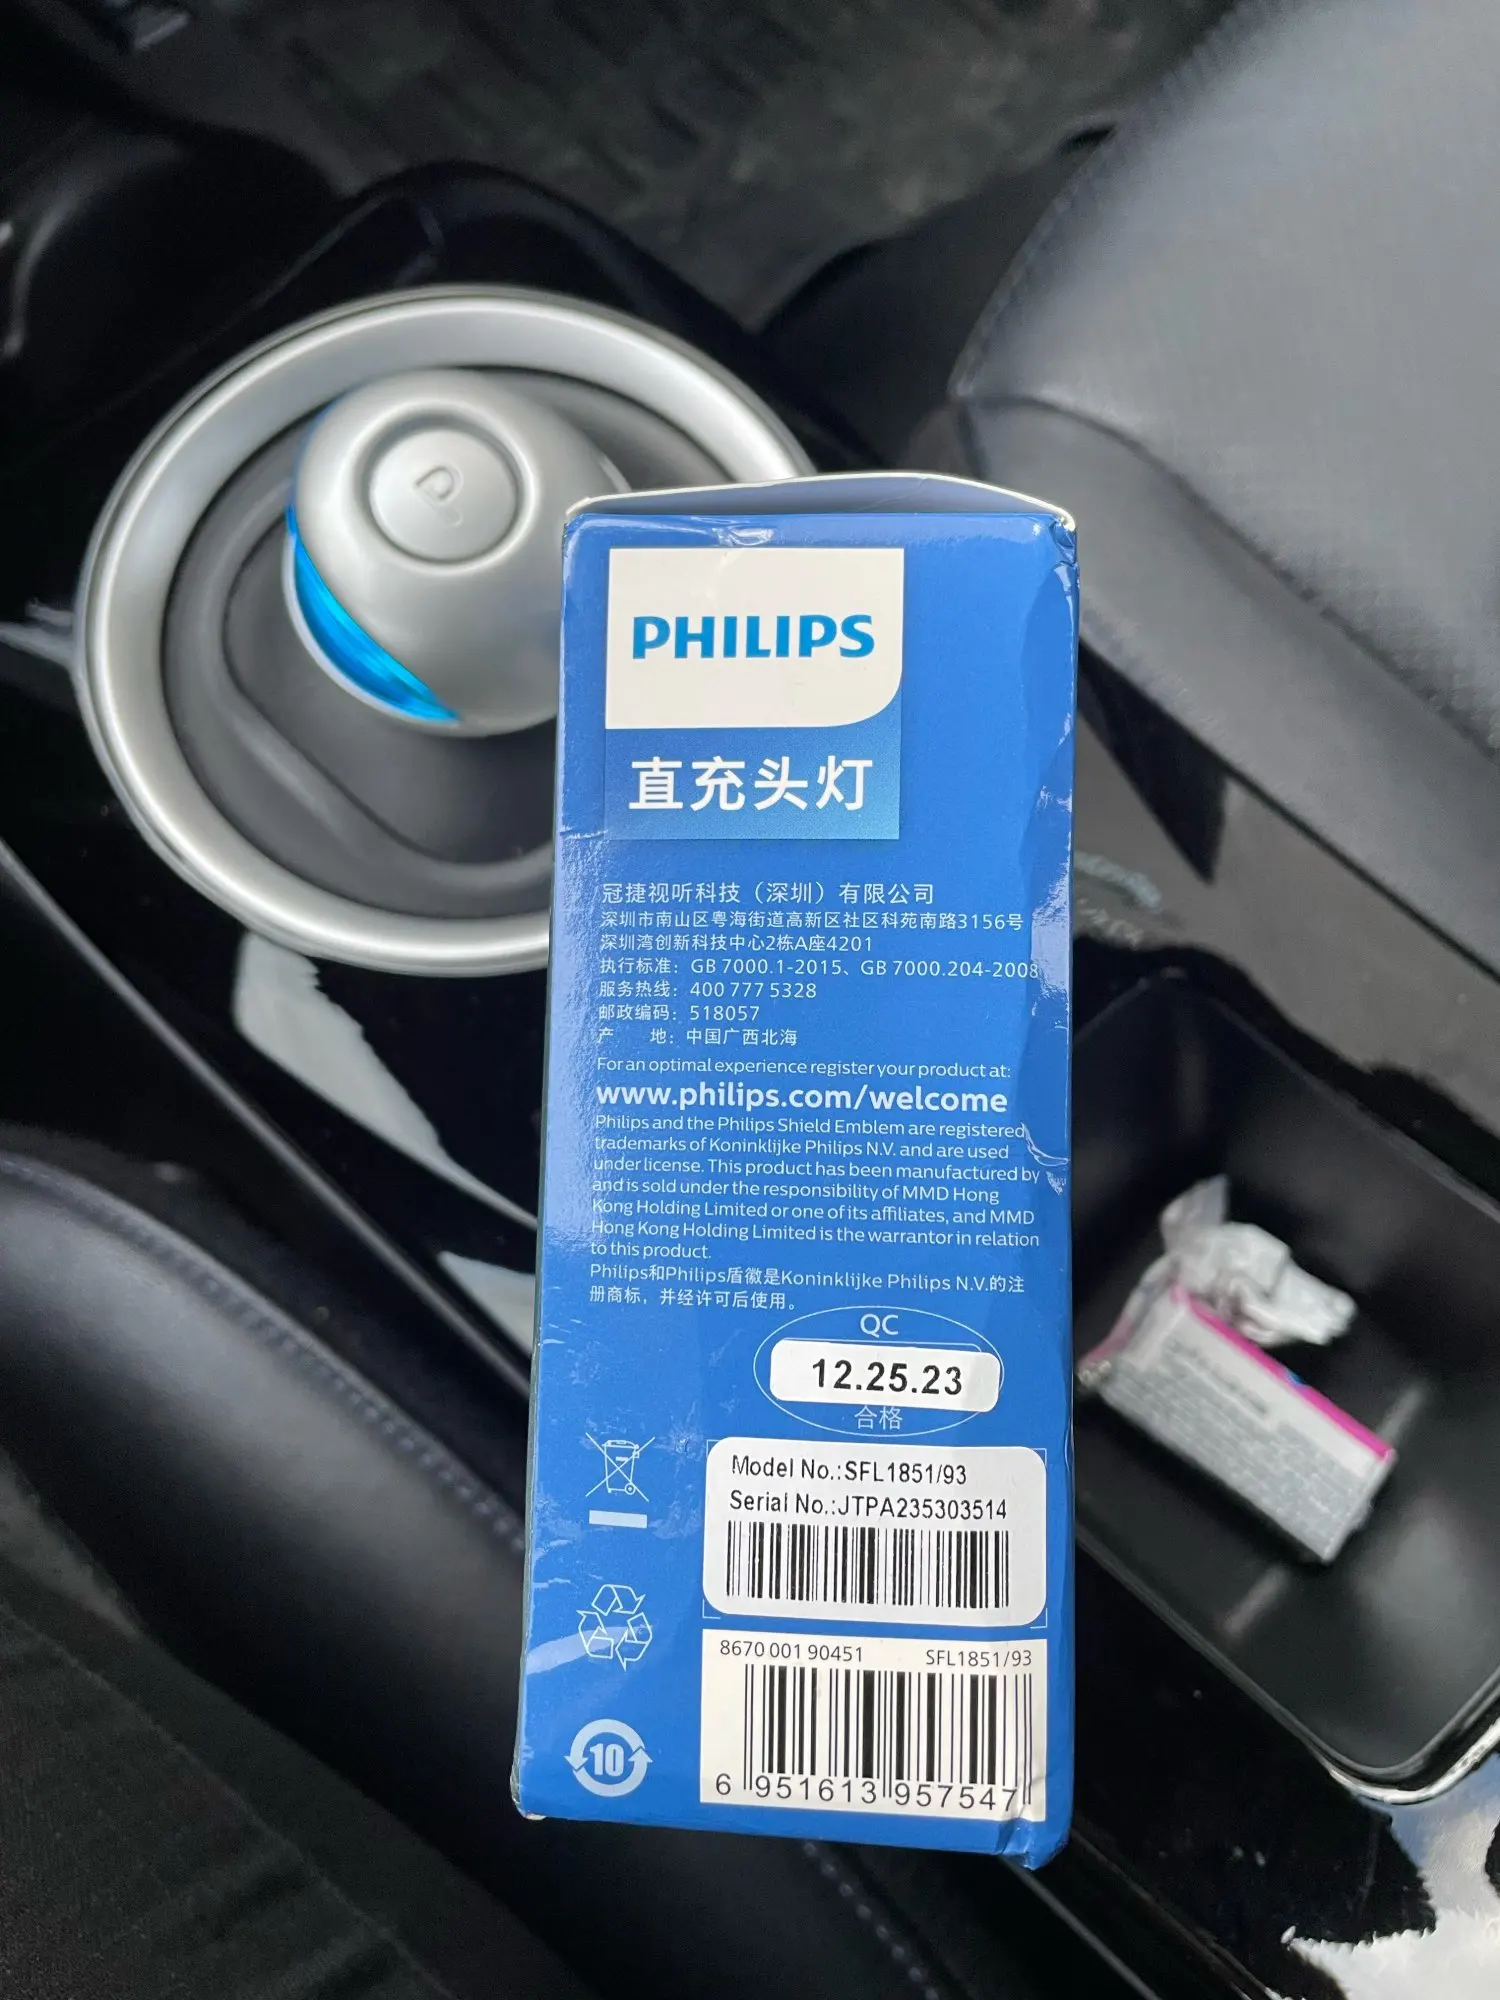 P
PHILIPS
直充头灯
冠捷视听科技（深圳）有限公司
深圳市南山区粤海街道高新区社区科苑南路3156号
深圳湾创新科技中心2栋A座4201
执行标准：GB 7000.1-2015、GB 7000.204-2008
服务热线：400 777 5328
邮政编码：518057
产 地：中国广西北海
For an optimal experience register your product at:
www.philips.com/welcome
Philips and the Philips Shield Emblem are registered
trademarks of Koninklijke Philips N.V. and are used
under license. This product has been manufactured by
and is sold under the responsibility of MMD Hong
Kong Holding Limited or one of its affiliates, and MMD
Hong Kong Holding Limited is the warrantor in relation
to this product.
Philips和Philips盾徽是Koninklijke Philips N.V.的注
册商标，并经许可后使用。
QC
12.25.23
合格
Model No.:SFL1851/93
Serial No.:JTPA235303514
8670 001 90451 SFL1851/93
10
6 951613 957547